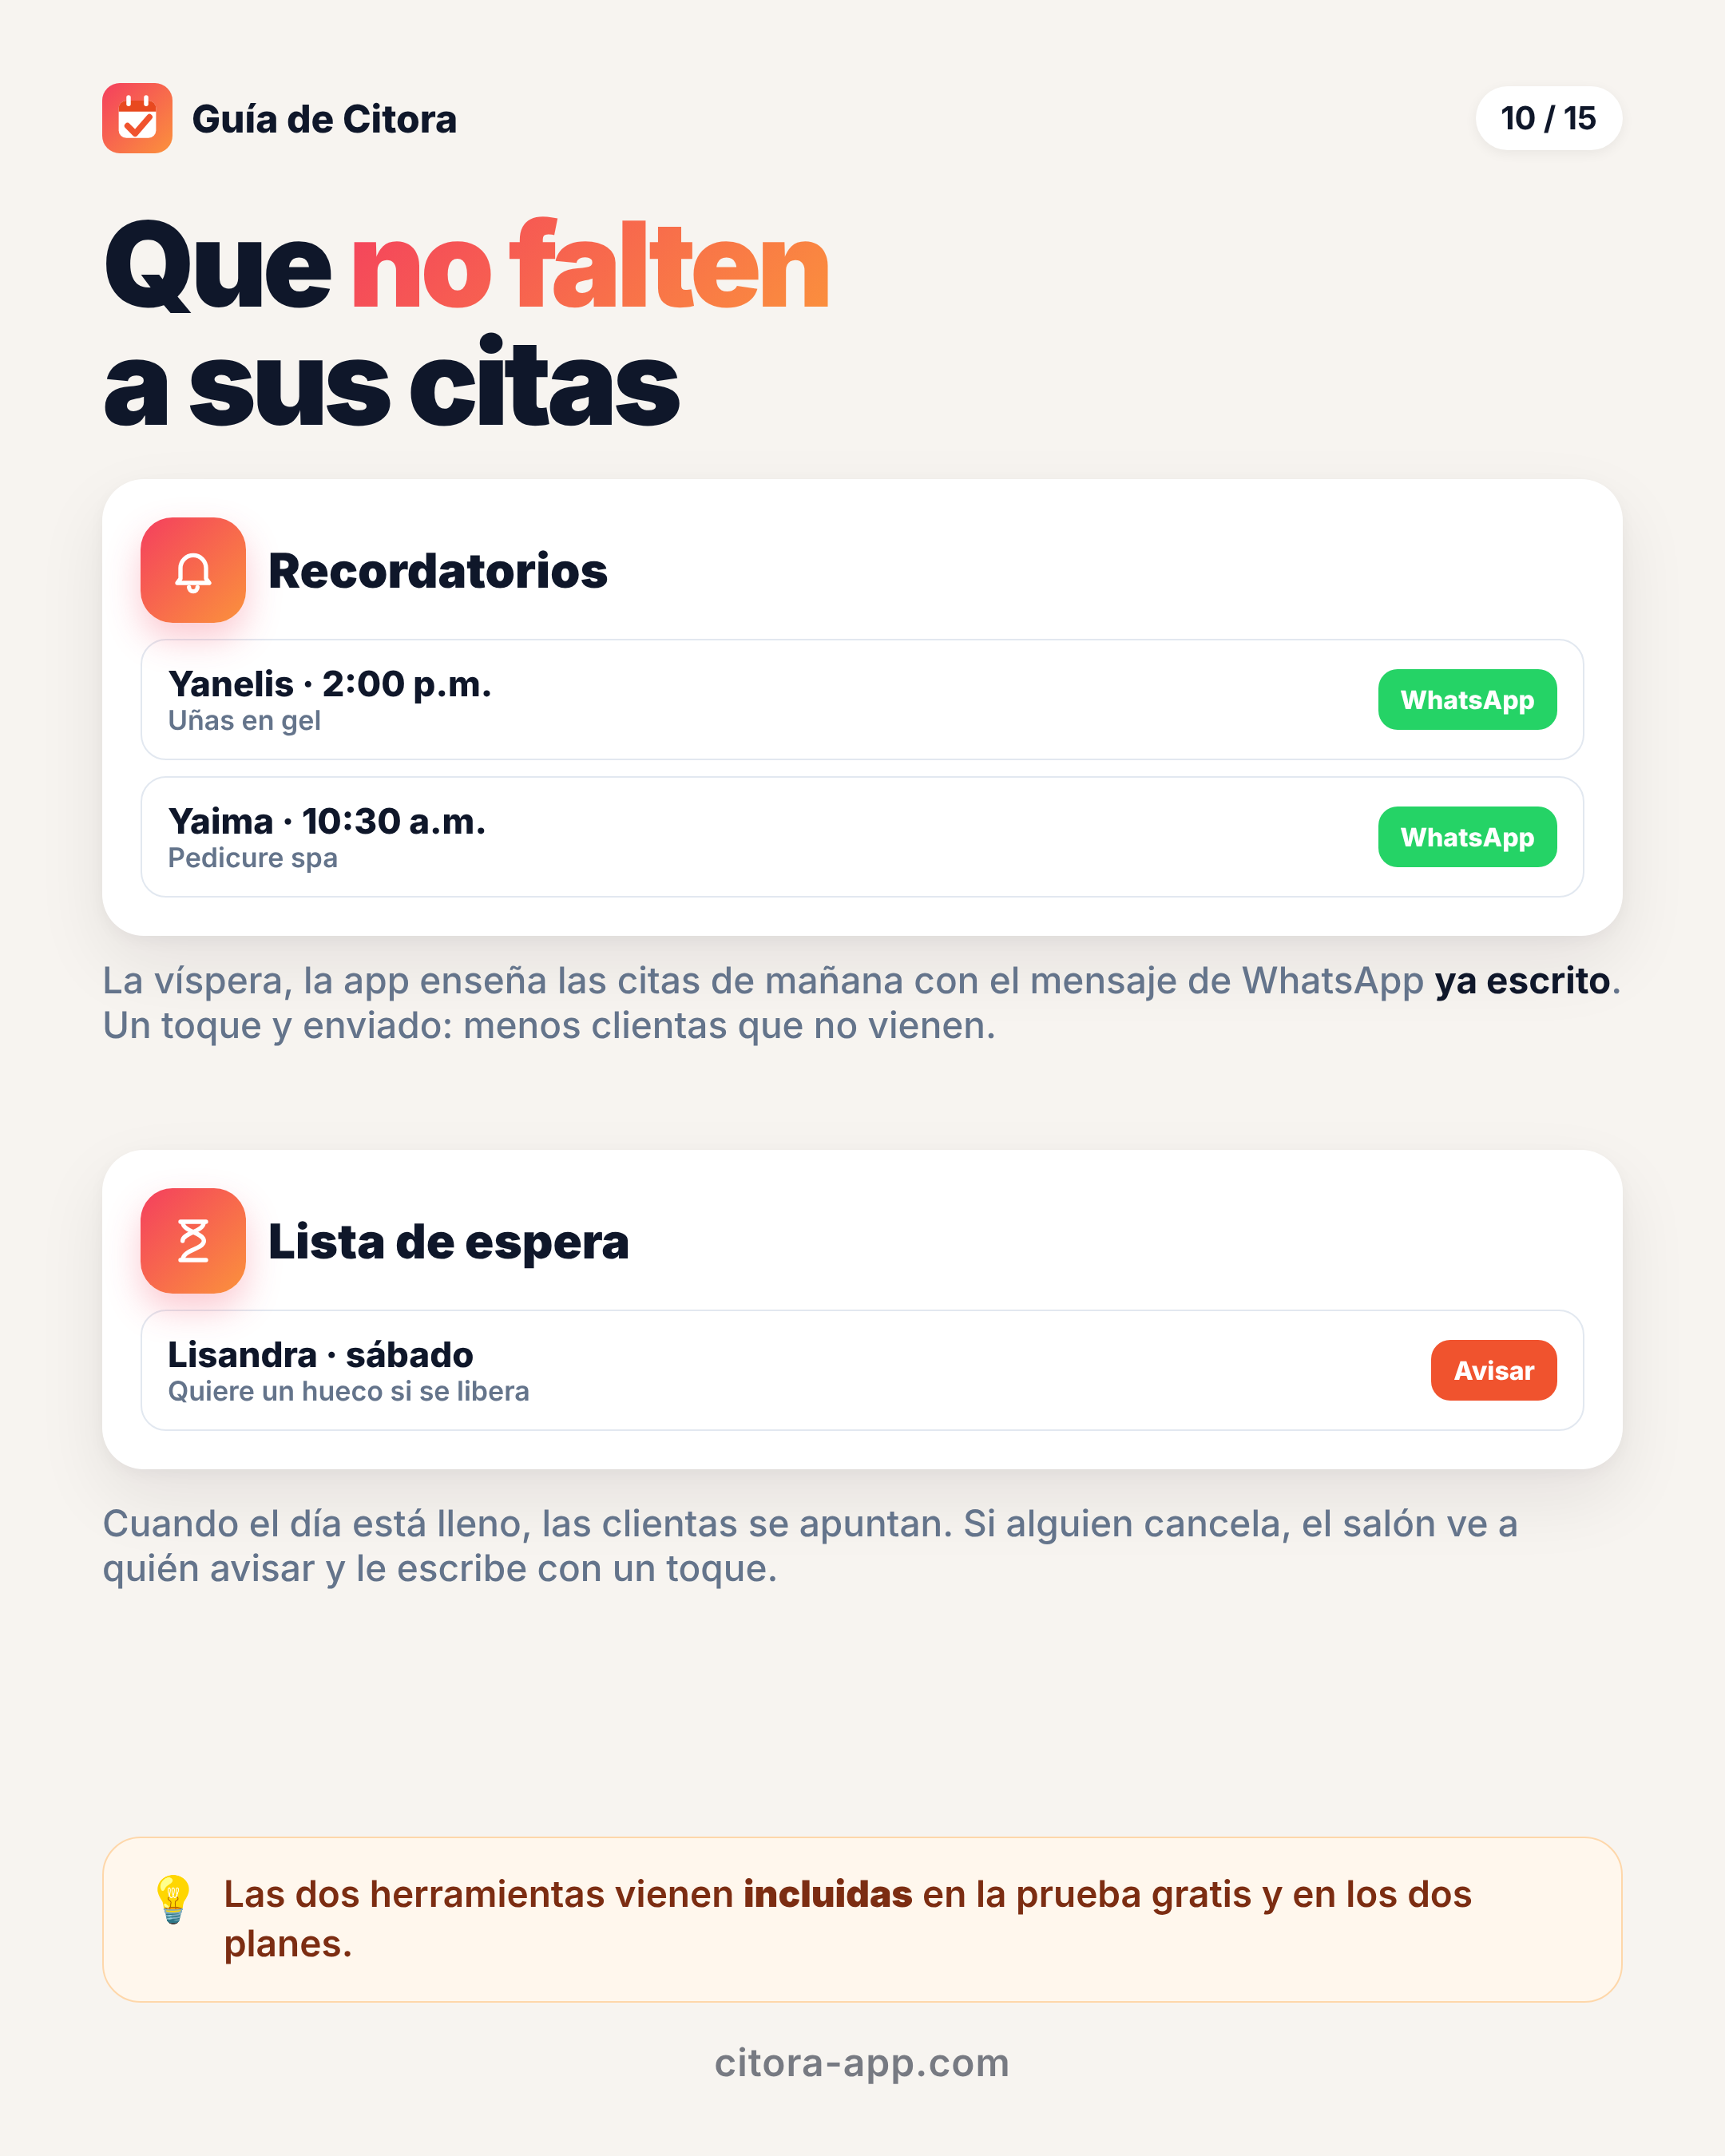 Guía de Citora
10 / 15
Que no falten
a sus citas
Recordatorios
Yanelis · 2:00 p.m.
Uñas en gel
WhatsApp
Yaima · 10:30 a.m.
Pedicure spa
WhatsApp
La víspera, la app enseña las citas de mañana con el mensaje de WhatsApp ya escrito.
Un toque y enviado: menos clientas que no vienen.
Lista de espera
Lisandra · sábado
Quiere un hueco si se libera
Avisar
Cuando el día está lleno, las clientas se apuntan. Si alguien cancela, el salón ve a
quién avisar y le escribe con un toque.
Las dos herramientas vienen incluidas en la prueba gratis y en los dos
planes.
citora-app.com